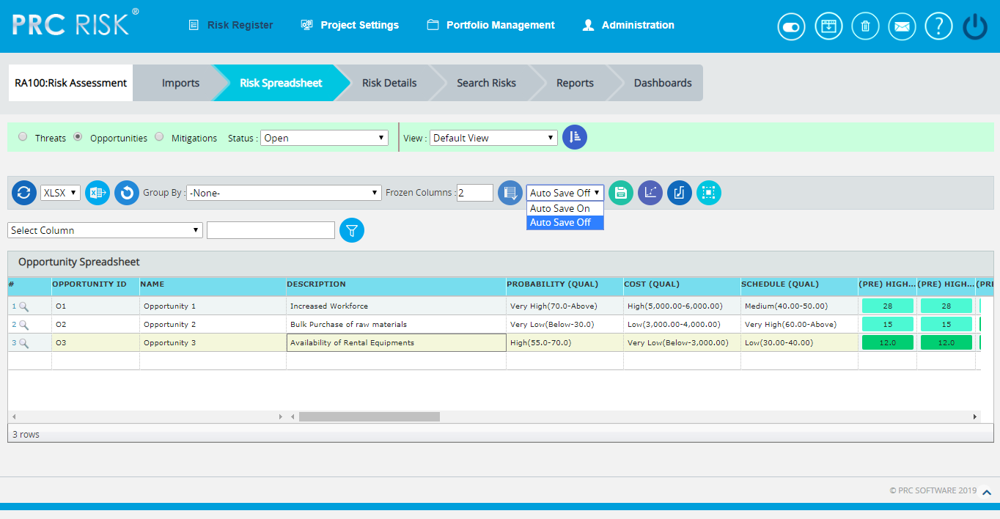 PRC RISK ®
Risk Register Project Settings Portfolio Management Administration
RA100:Risk Assessment Imports Risk Spreadsheet Risk Details Search Risks Reports Dashboards
Threats Opportunities Mitigations Status : Open View : Default View
XLSX Group By : -None- Frozen Columns : 2 Auto Save Off
Auto Save On
Auto Save Off
Select Column
Opportunity Spreadsheet
# OPPORTUNITY ID NAME DESCRIPTION PROBABILITY (QUAL) COST (QUAL) SCHEDULE (QUAL) (PRE) HIGH... (PRE) HIGH... (PRE
1 O1 Opportunity 1 Increased Workforce Very High(70.0-Above) High(5,000.00-6,000.00) Medium(40.00-50.00) 28 28
2 O2 Opportunity 2 Bulk Purchase of raw materials Very Low(Below-30.0) Low(3,000.00-4,000.00) Very High(60.00-Above) 15 15
3 O3 Opportunity 3 Availability of Rental Equipments High(55.0-70.0) Very Low(Below-3,000.00) Low(30.00-40.00) 12.0 12.0
3 rows
© PRC SOFTWARE 2019